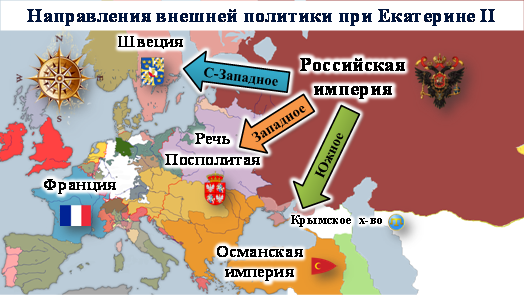 Направления внешней политики при Екатерине II
Швеция
С-Западное
Российская
империя
Западное
Речь
Посполитая
Южное
Франция
Крымское х-во
Османская
империя